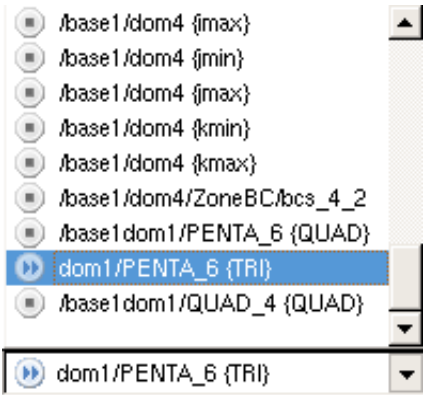 /base1/dom4 {imax}
/base1/dom4 {jmin}
/base1/dom4 {jmax}
/base1/dom4 {kmin}
/base1/dom4 {kmax}
/base1/dom4/ZoneBC/bcs_4_2
/base1dom1/PENTA_6 {QUAD}
dom1/PENTA_6 {TRI}
/base1dom1/QUAD_4 {QUAD}
dom1/PENTA_6 {TRI}